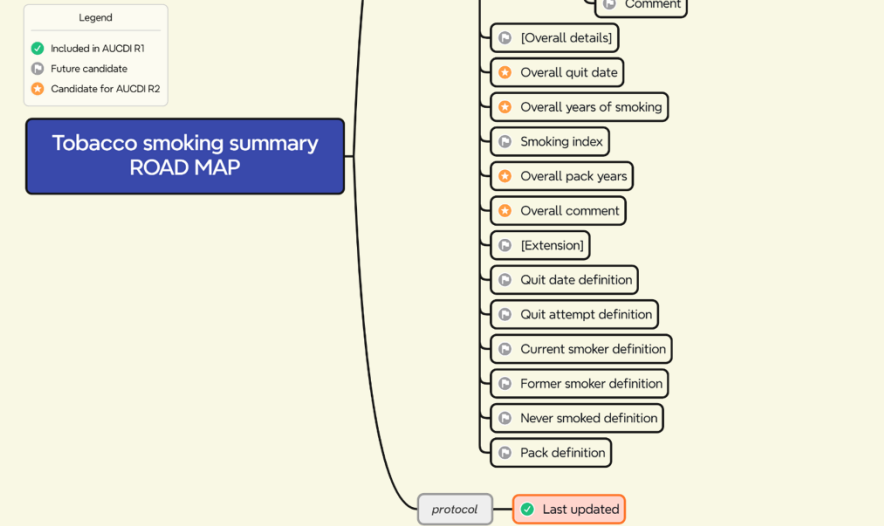 Comment
Legend
Included in AUCDI R1
Future candidate
Candidate for AUCDI R2
[Overall details]
Overall quit date
Overall years of smoking
Tobacco smoking summary
ROAD MAP
Smoking index
Overall pack years
Overall comment
[Extension]
Quit date definition
Quit attempt definition
Current smoker definition
Former smoker definition
Never smoked definition
Pack definition
protocol
Last updated